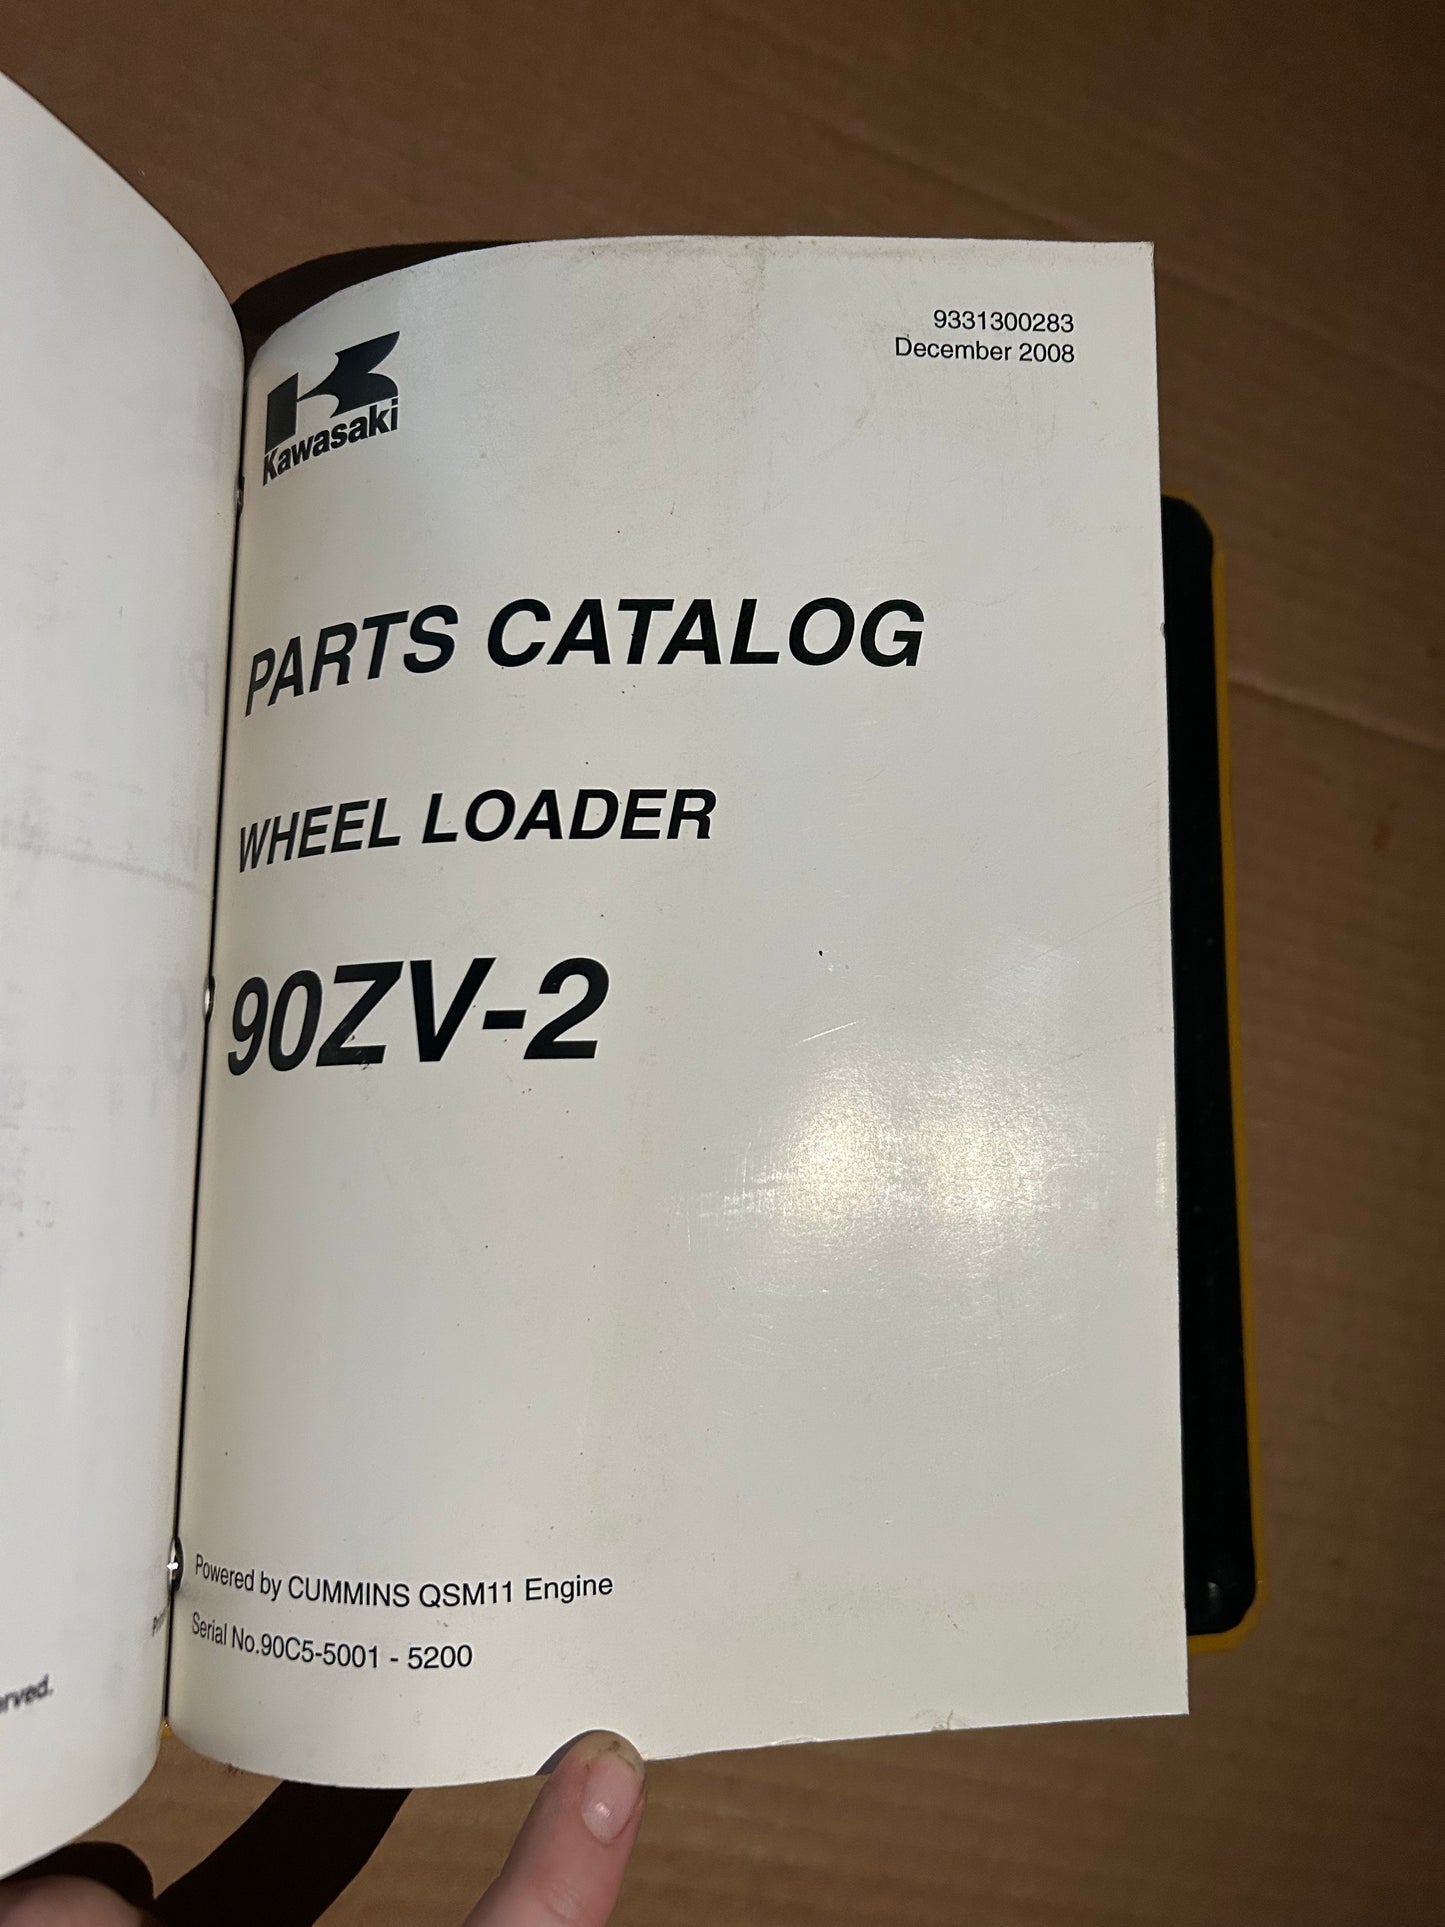 9331300283
December 2008
Kawasaki
PARTS CATALOG
WHEEL LOADER
90ZV-2
Powered by CUMMINS QSM11 Engine
Serial No.90C5-5001 - 5200